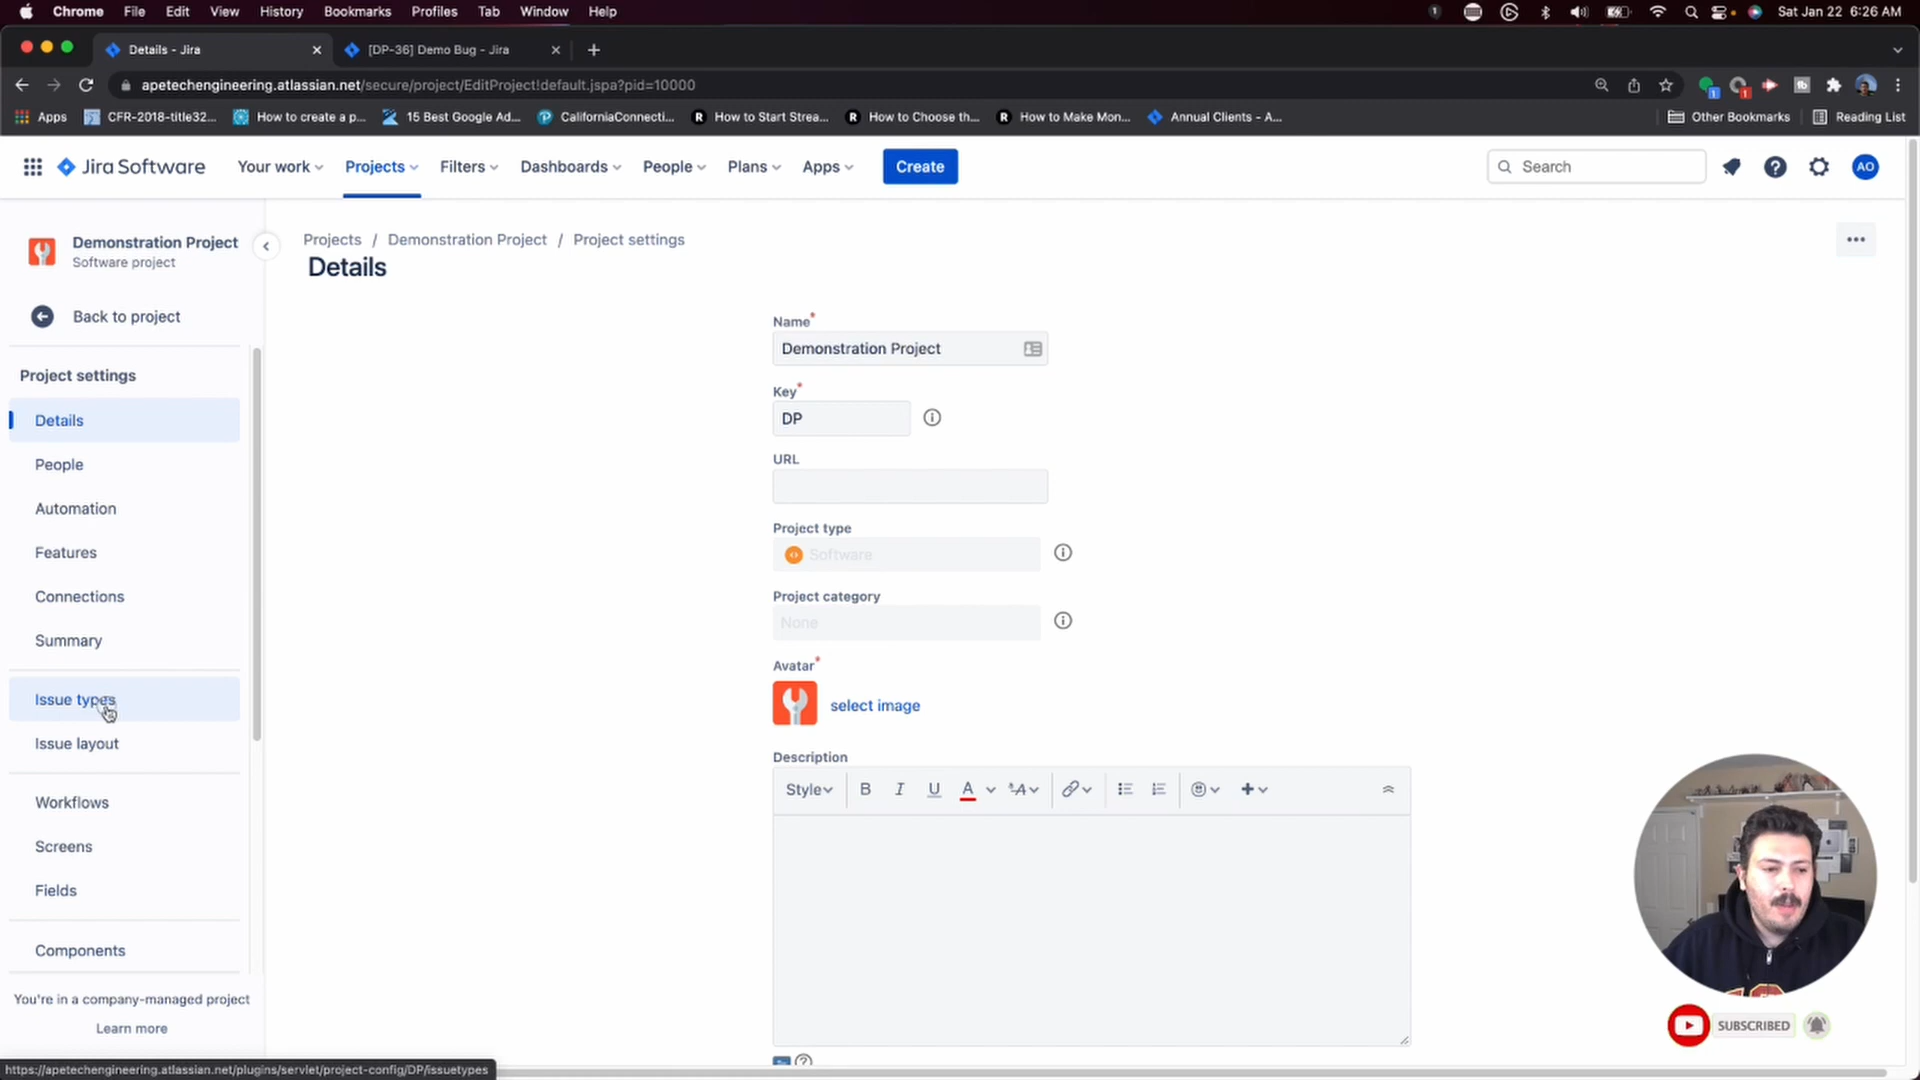 Chrome File Edit View History Bookmarks Profiles Tab Window Help Sat Jan 22 6:26 AM
Details - Jira [DP-36] Demo Bug - Jira
apetechengineering.atlassian.net/secure/project/EditProject!default.jspa?pid=10000
Apps CFR-2018-title32... How to create a p... 15 Best Google Ad... CaliforniaConnecti... How to Start Strea... How to Choose th... How to Make Mon... Annual Clients - A... Other Bookmarks Reading List
Jira Software Your work Projects Filters Dashboards People Plans Apps Create Search AO
Demonstration Project
Software project
Back to project
Project settings
Details
People
Automation
Features
Connections
Summary
Issue types
Issue layout
Workflows
Screens
Fields
Components
You're in a company-managed project
Learn more
Projects / Demonstration Project / Project settings
Details
Name*
Demonstration Project
Key*
DP
URL
Project type
Software
Project category
None
Avatar*
select image
Description
Style B I U A
SUBSCRIBED
https://apetechengineering.atlassian.net/plugins/servlet/project-config/DP/issuetypes